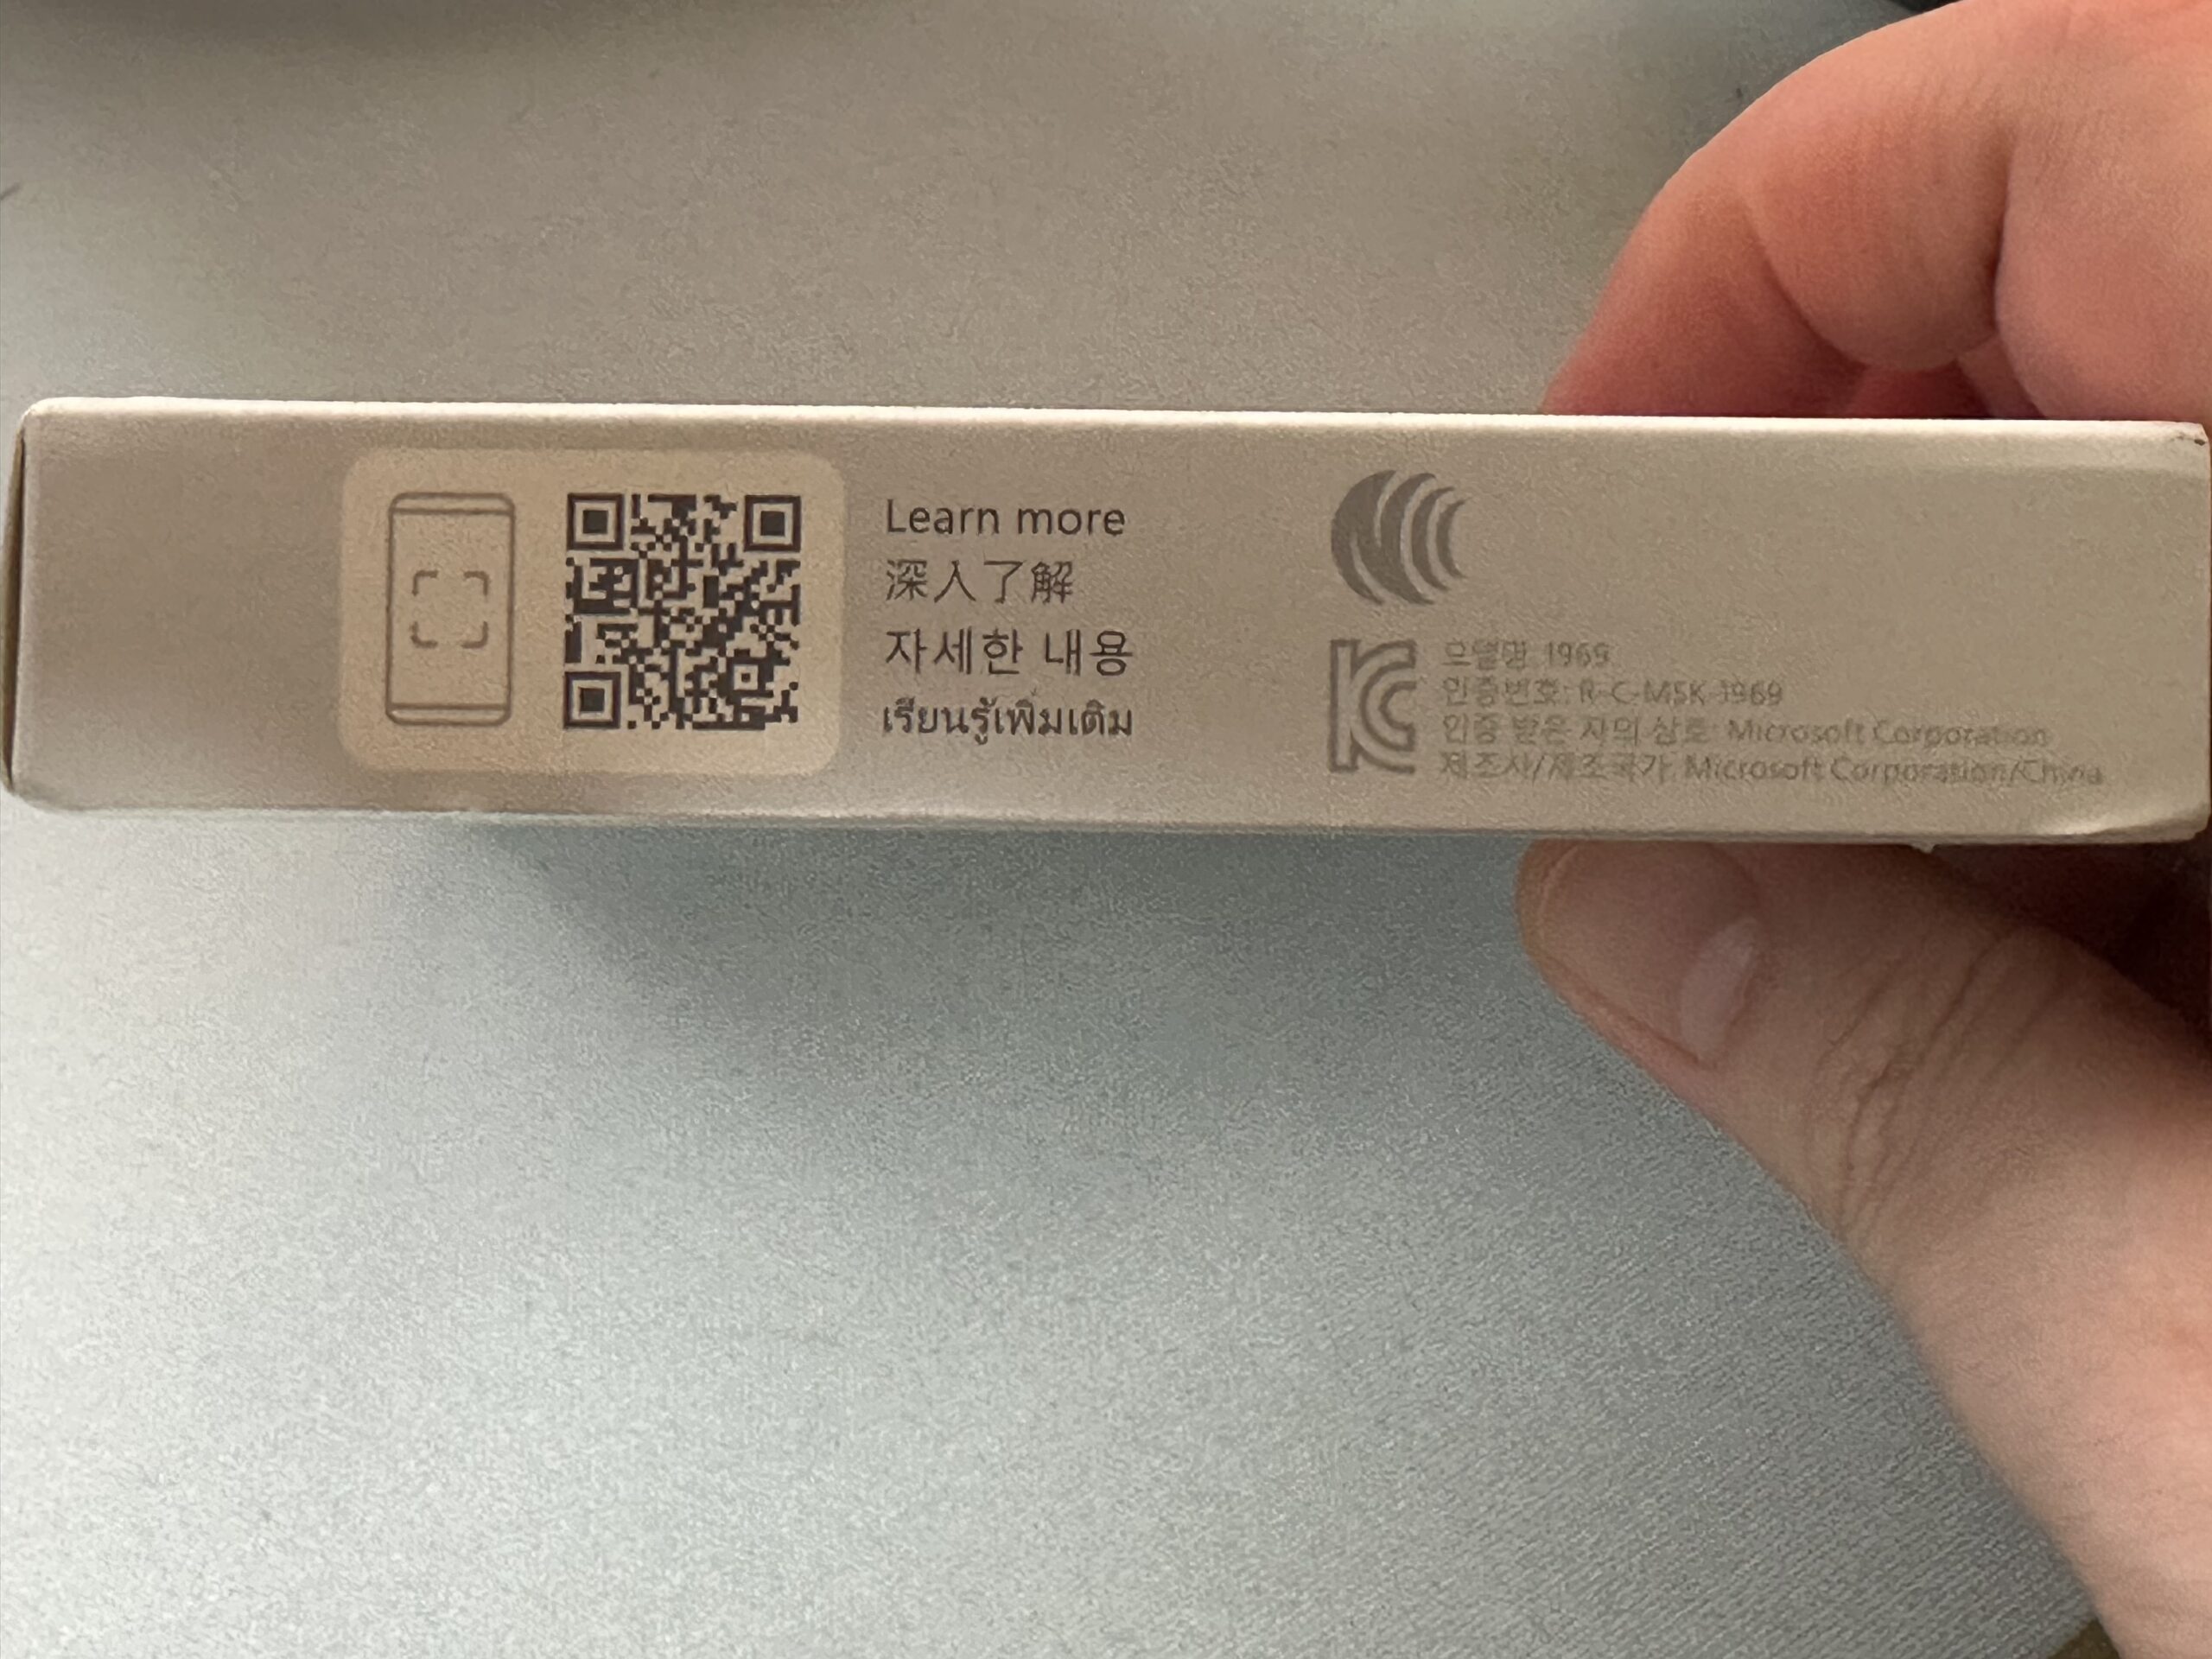 Learn more
深入了解
자세한 내용
เรียนรู้เพิ่มเติม
모델명: 1969
인증번호: R-C-MSK-1969
인증 받은 자의 상호: Microsoft Corporation
제조사/제조국가: Microsoft Corporation/China